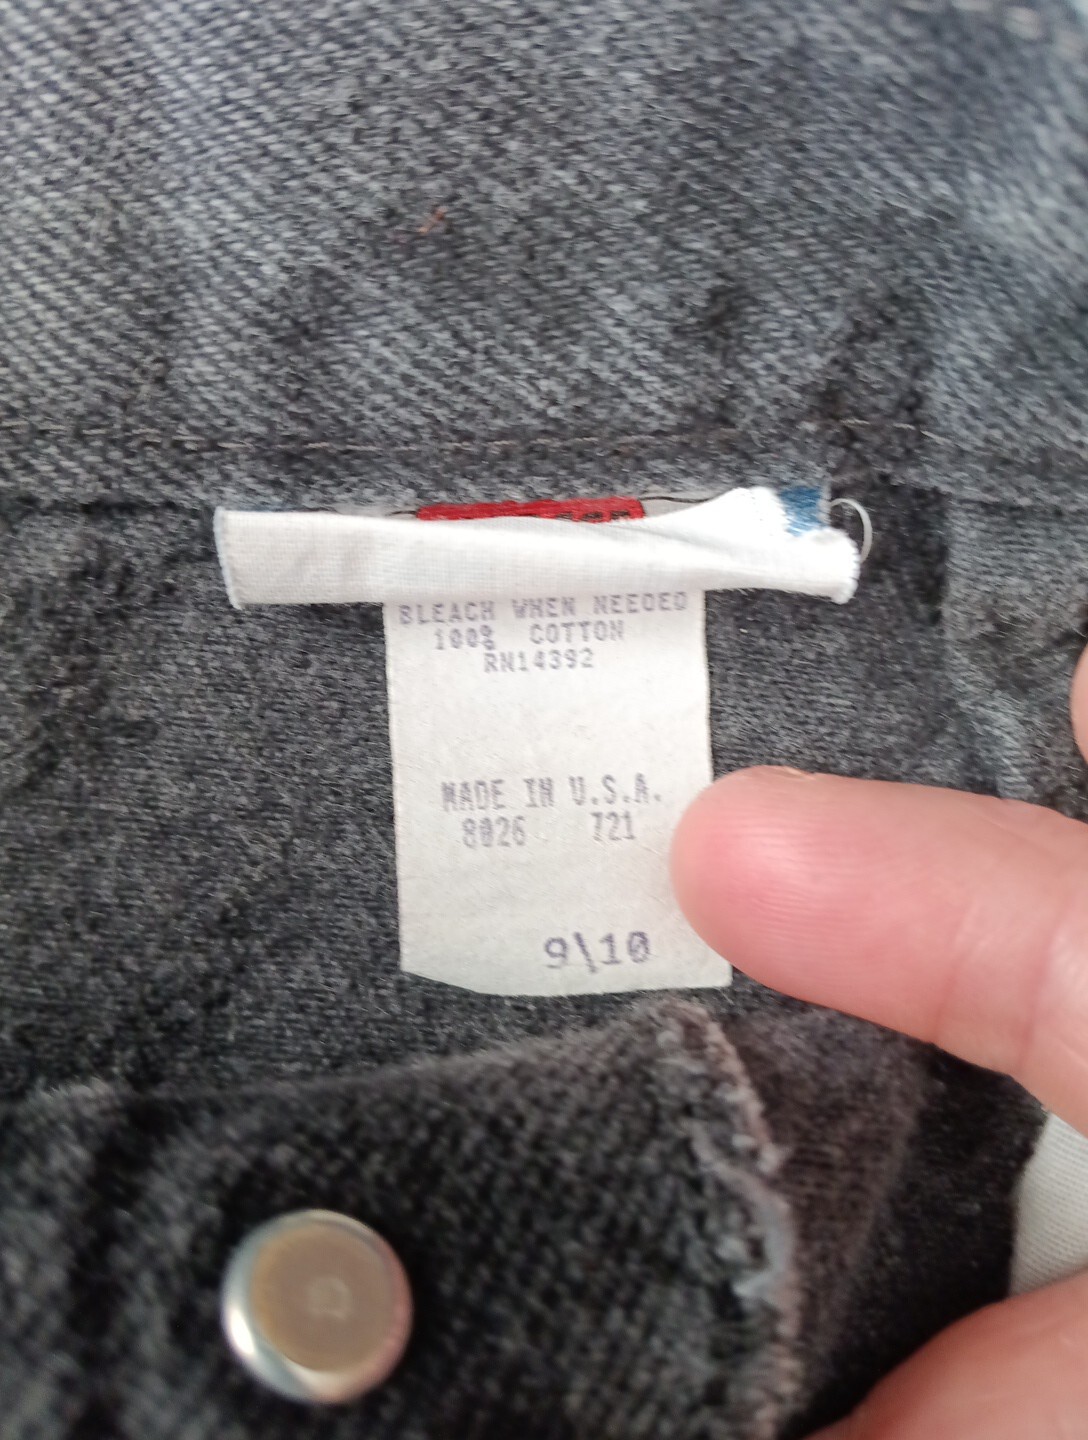 BLEACH WHEN NEEDED
100% COTTON
RN14392
MADE IN U.S.A.
8026 721
9\10